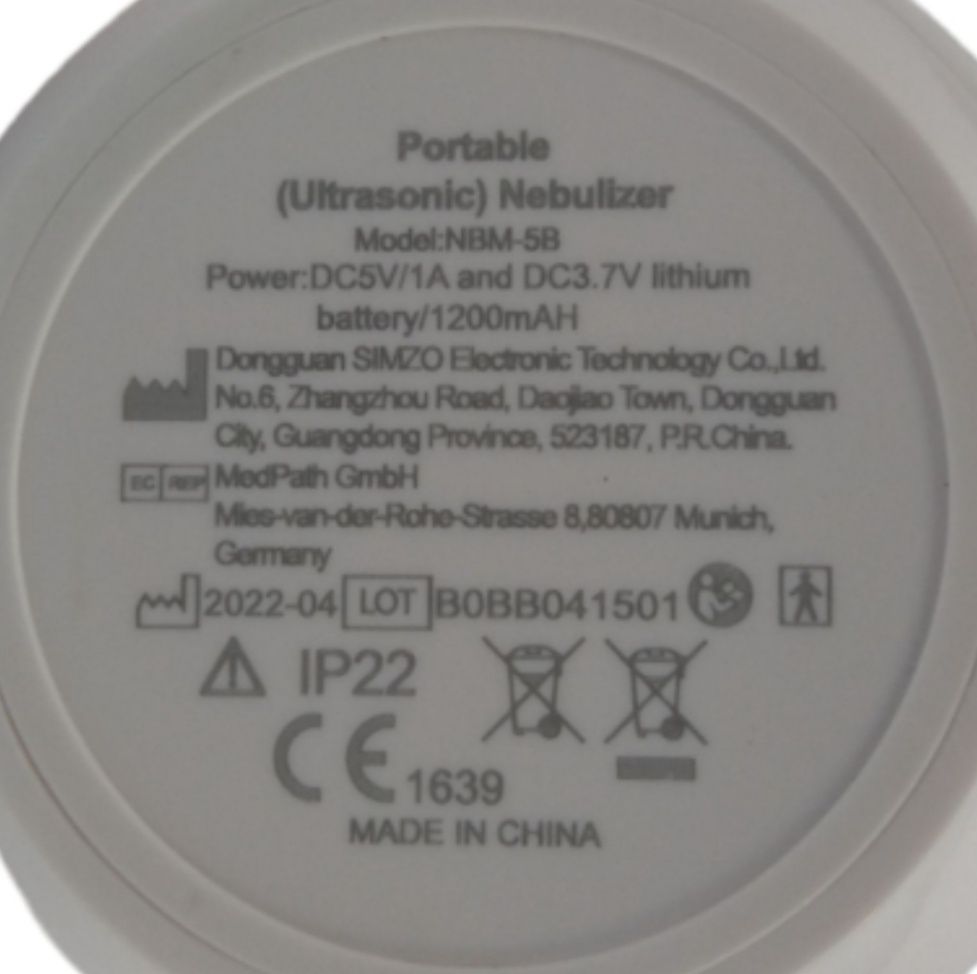 Portable
(Ultrasonic) Nebulizer
Model:NBM-5B
Power:DC5V/1A and DC3.7V lithium
battery/1200mAH
Dongguan SIMZO Electronic Technology Co.,Ltd.
No.6, Zhangzhou Road, Daojiao Town, Dongguan
City, Guangdong Province, 523187, P.R.China.
EC REP MedPath GmbH
Mies-van-der-Rohe-Strasse 8,80807 Munich,
Germany
2022-04 LOT B0BB041501
IP22
CE 1639
MADE IN CHINA